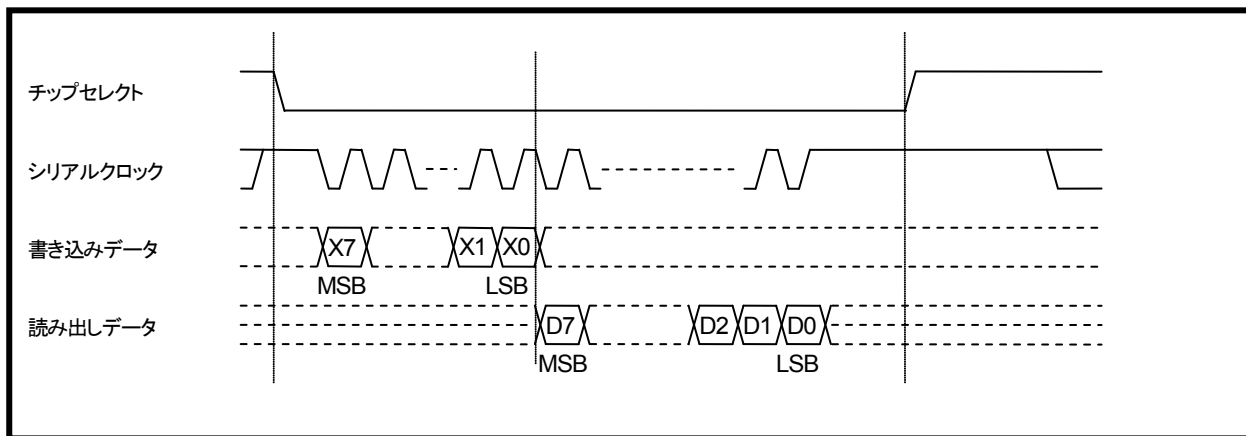 チップセレクト
シリアルクロック
書き込みデータ X7 X1 X0
MSB LSB
読み出しデータ D7 D2 D1 D0
MSB LSB